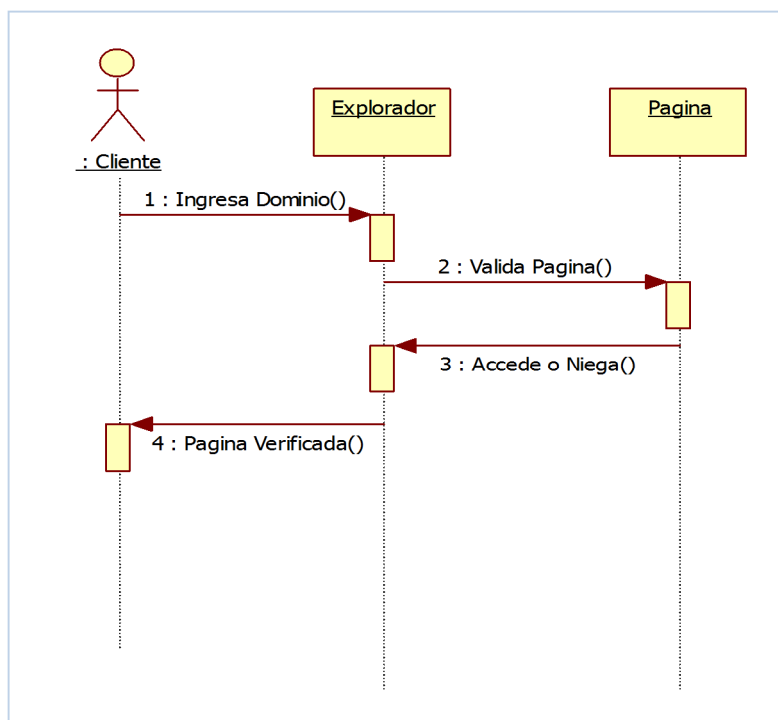 : Cliente
Explorador
Pagina
1 : Ingresa Dominio()
2 : Valida Pagina()
3 : Accede o Niega()
4 : Pagina Verificada()